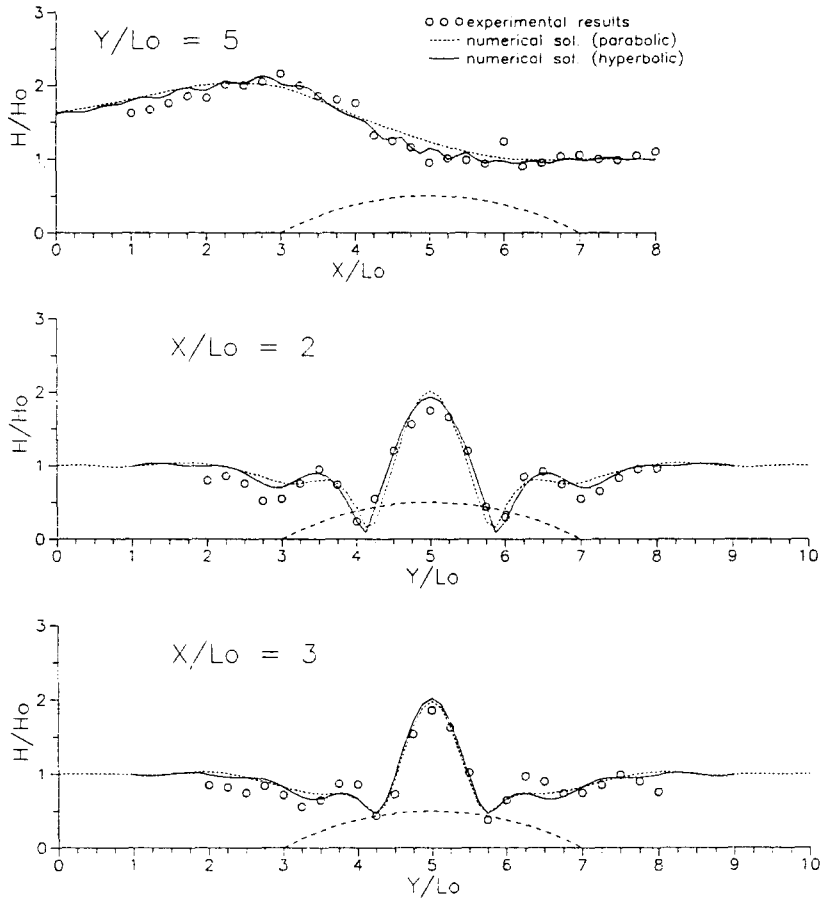 3
Y/Lo = 5
o o o experimental results
numerical sol. (parabolic)
numerical sol. (hyperbolic)
2
H/Ho
1
0
0 1 2 3 4 5 6 7 8
X/Lo
3
X/Lo = 2
2
H/Ho
1
0
0 1 2 3 4 5 6 7 8 9 10
Y/Lo
3
X/Lo = 3
2
H/Ho
1
0
0 1 2 3 4 5 6 7 8 9 10
Y/Lo